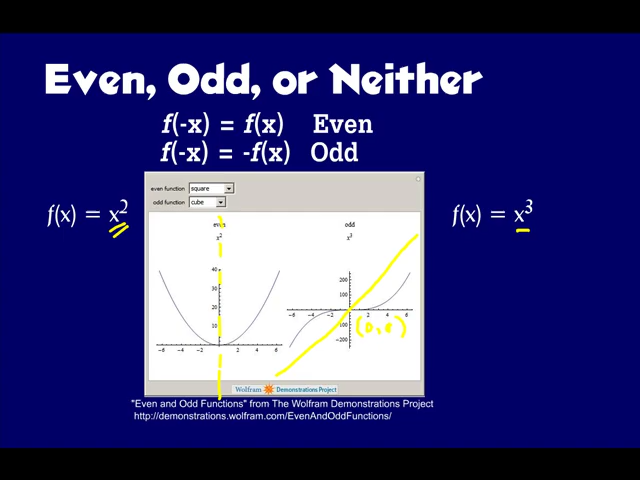 Even, Odd, or Neither
f(-x) = f(x) Even
f(-x) = -f(x) Odd
even function square
odd function cube
f(x) = x²
f(x) = x³
even
x²
odd
x³
40
30
20
10
-6 -4 -2 2 4 6
200
100
-100
-200
-6 -4 -2 2 4 6
(0,0)
Wolfram Demonstrations Project
"Even and Odd Functions" from The Wolfram Demonstrations Project
http://demonstrations.wolfram.com/EvenAndOddFunctions/